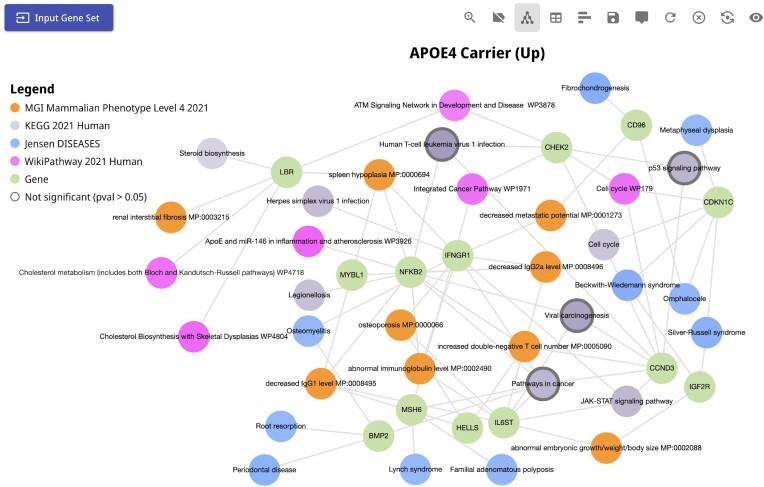 Input Gene Set
APOE4 Carrier (Up)
Legend
MGI Mammalian Phenotype Level 4 2021
KEGG 2021 Human
Jensen DISEASES
WikiPathway 2021 Human
Gene
Not significant (pval > 0.05)
Fibrochondrogenesis
ATM Signaling Network in Development and Disease WP3878
CD96
Metaphyseal dysplasia
Human T-cell leukemia virus 1 infection
CHEK2
Steroid biosynthesis
p53 signaling pathway
LBR
spleen hypoplasia MP:0000694
Integrated Cancer Pathway WP1971
Cell cycle WP179
Herpes simplex virus 1 infection
CDKN1C
renal interstitial fibrosis MP:0003215
decreased metastatic potential MP:0001273
ApoE and miR-146 in inflammation and atherosclerosis WP3926
Cell cycle
IFNGR1
Cholesterol metabolism (includes both Bloch and Kandutsch-Russell pathways) WP4718
MYBL1
NFKB2
decreased IgG2a level MP:0008496
Beckwith-Wiedemann syndrome
Legionellosis
Omphalocele
Viral carcinogenesis
Osteomyelitis
osteoporosis MP:0000066
Silver-Russell syndrome
Cholesterol Biosynthesis with Skeletal Dysplasias WP4804
increased double-negative T cell number MP:0005090
abnormal immunoglobulin level MP:0002490
CCND3
decreased IgG1 level MP:0008495
Pathways in cancer
IGF2R
JAK-STAT signaling pathway
MSH6
IL6ST
HELLS
Root resorption
BMP2
abnormal embryonic growth/weight/body size MP:0002088
Periodontal disease
Lynch syndrome
Familial adenomatous polyposis